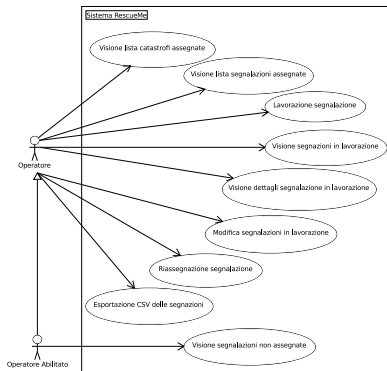 Sistema RescueMe
Visione lista catastrofi assegnate
Visione lista segnalazioni assegnate
Lavorazione segnalazione
Visione segnazioni in lavorazione
Operatore
Visione dettagli segnalazione in lavorazione
Modifica segnalazioni in lavorazione
Riassegnazione segnalazione
Esportazione CSV delle segnazioni
Visione segnalazioni non assegnate
Operatore Abilitato